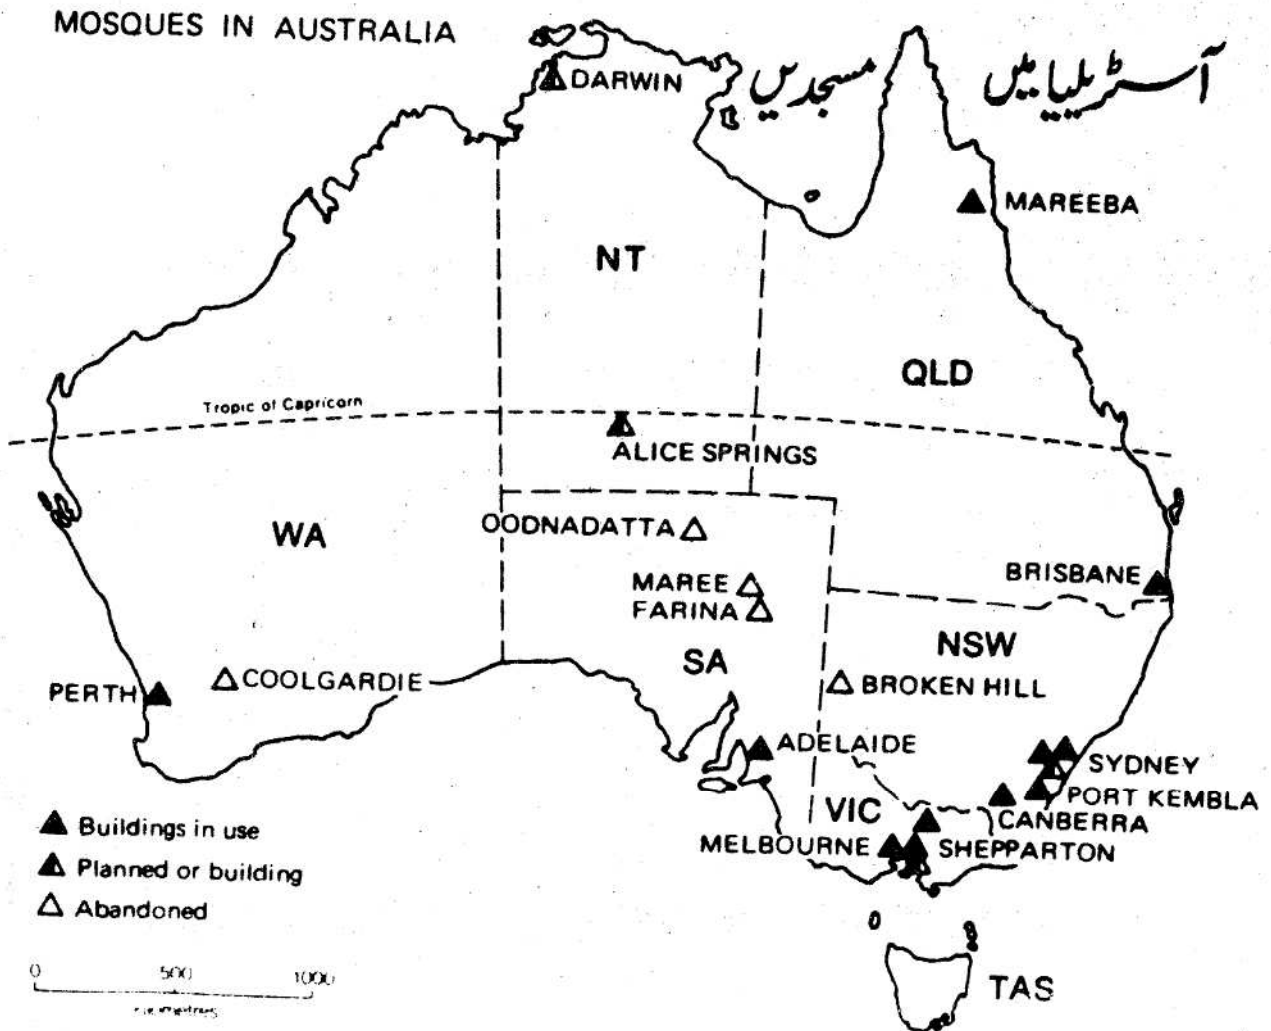 MOSQUES IN AUSTRALIA
آسٹریلیا میں مسجدیں
DARWIN
MAREEBA
NT
QLD
Tropic of Capricorn
ALICE SPRINGS
OODNADATTA
WA
MAREE
BRISBANE
FARINA
NSW
SA
PERTH
COOLGARDIE
BROKEN HILL
ADELAIDE
SYDNEY
PORT KEMBLA
VIC
CANBERRA
MELBOURNE
SHEPPARTON
Buildings in use
Planned or building
Abandoned
0 500 1000
kilometres
TAS